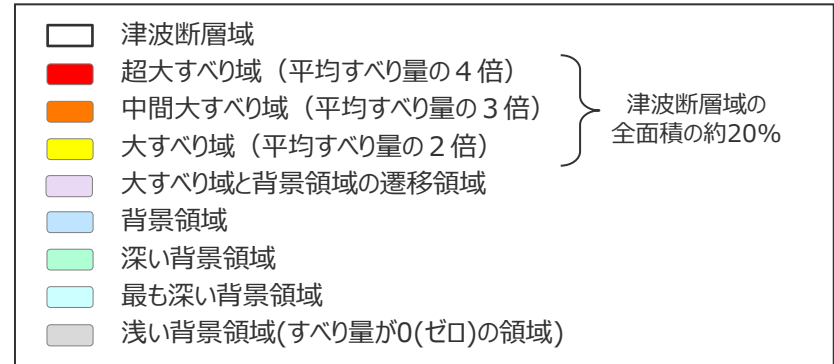 津波断層域
超大すべり域（平均すべり量の４倍）
中間大すべり域（平均すべり量の３倍）
大すべり域（平均すべり量の２倍）
津波断層域の
全面積の約20%
大すべり域と背景領域の遷移領域
背景領域
深い背景領域
最も深い背景領域
浅い背景領域(すべり量が0(ゼロ)の領域)